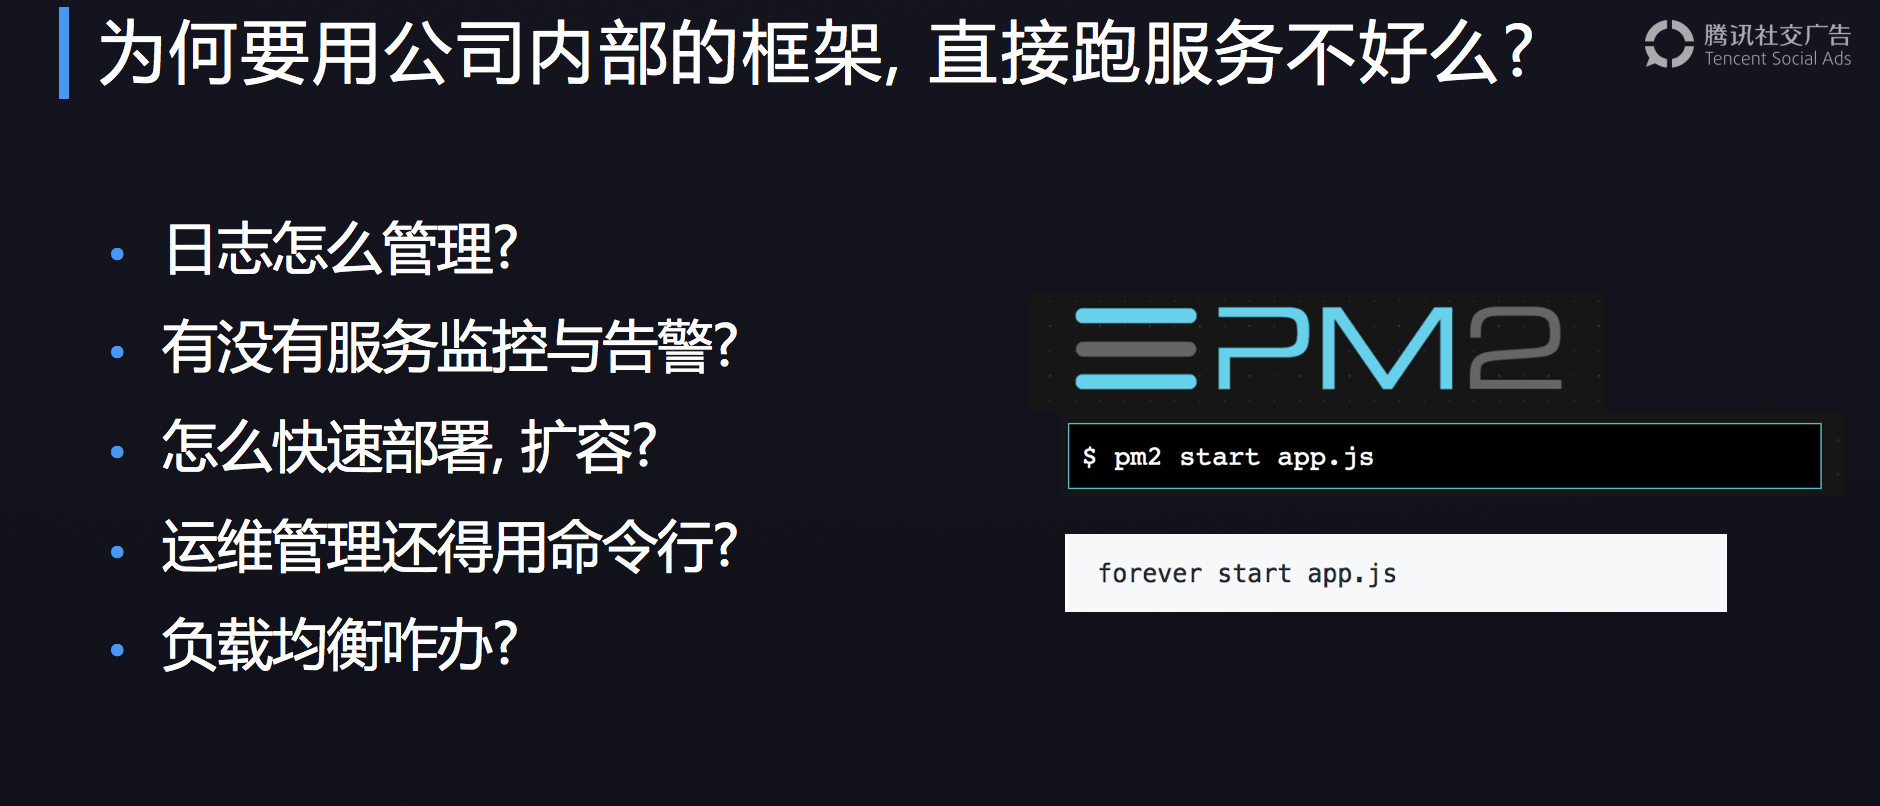 为何要用公司内部的框架, 直接跑服务不好么?
腾讯社交广告
Tencent Social Ads
日志怎么管理?
有没有服务监控与告警?
怎么快速部署, 扩容?
运维管理还得用命令行?
负载均衡咋办?
PM2
$ pm2 start app.js
forever start app.js